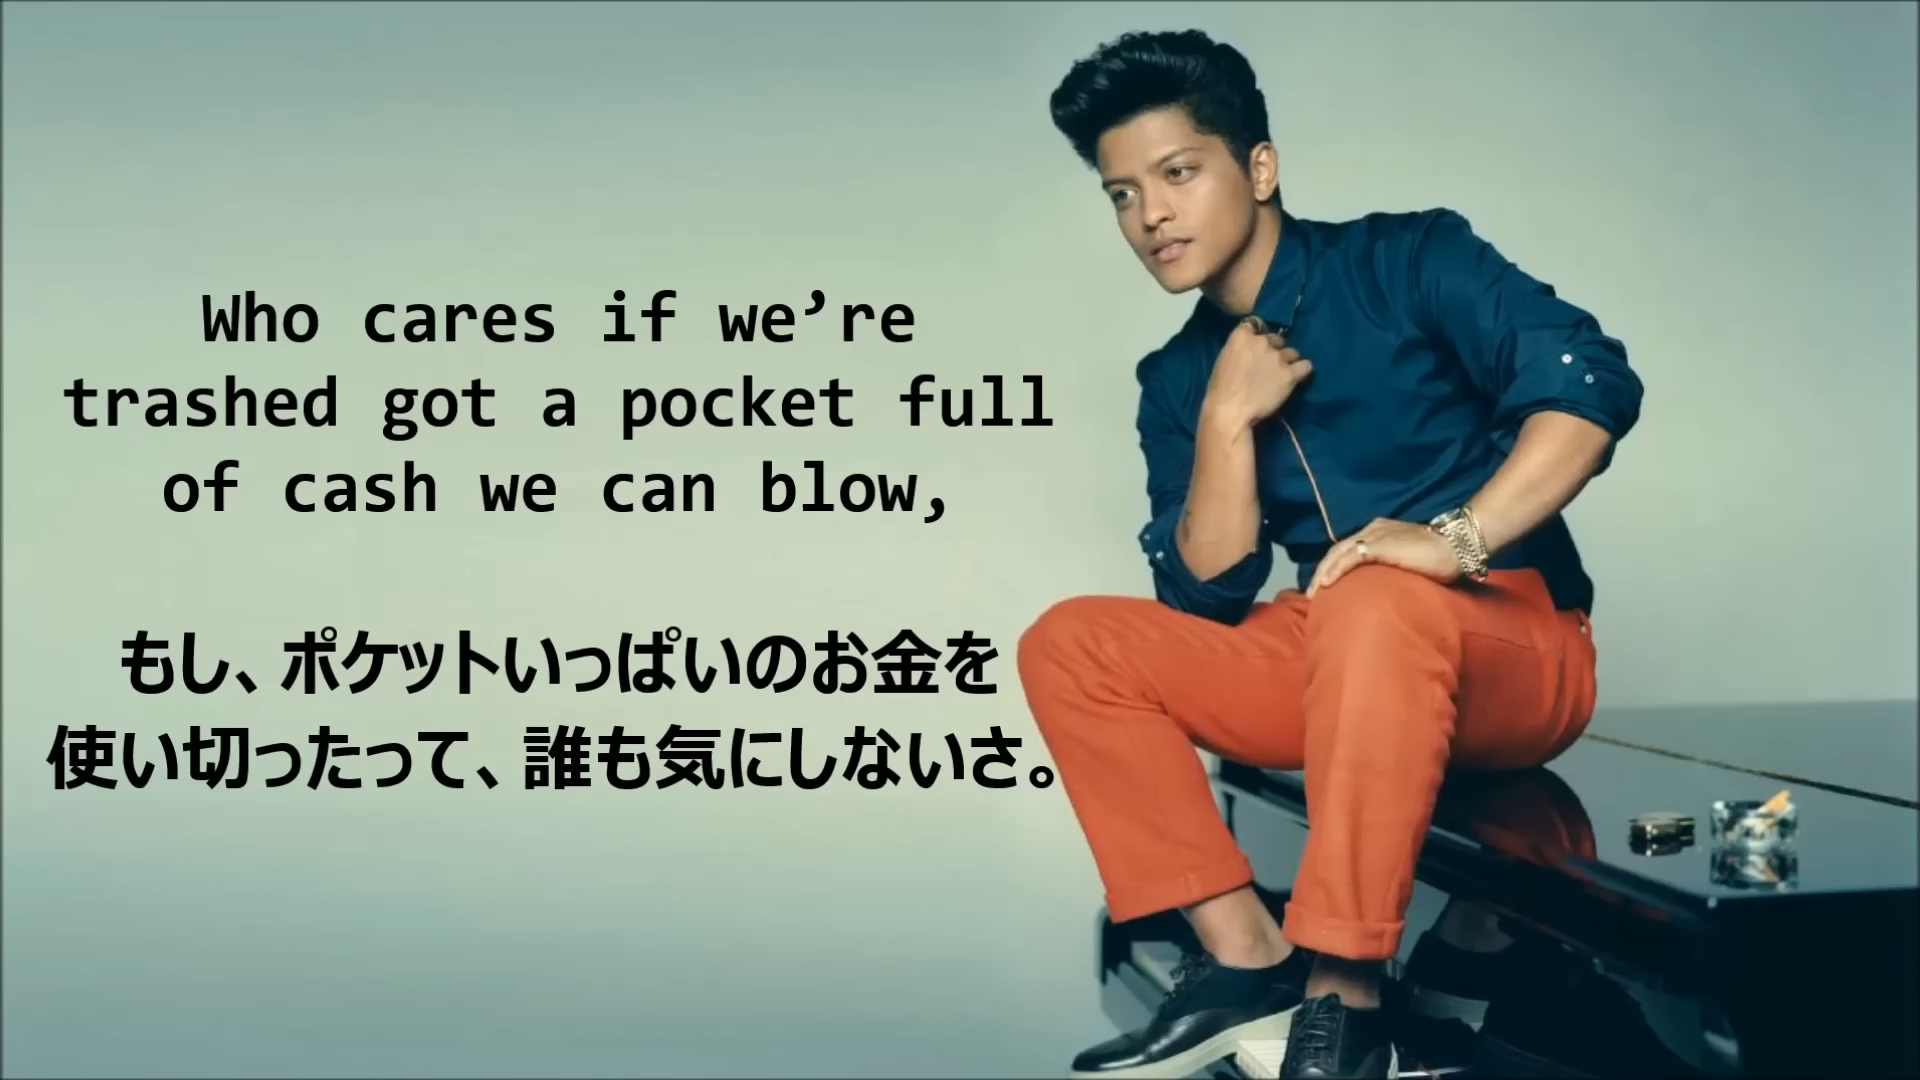 Who cares if we’re
trashed got a pocket full
of cash we can blow,
もし、ポケットいっぱいのお金を
使い切ったって、誰も気にしないさ。